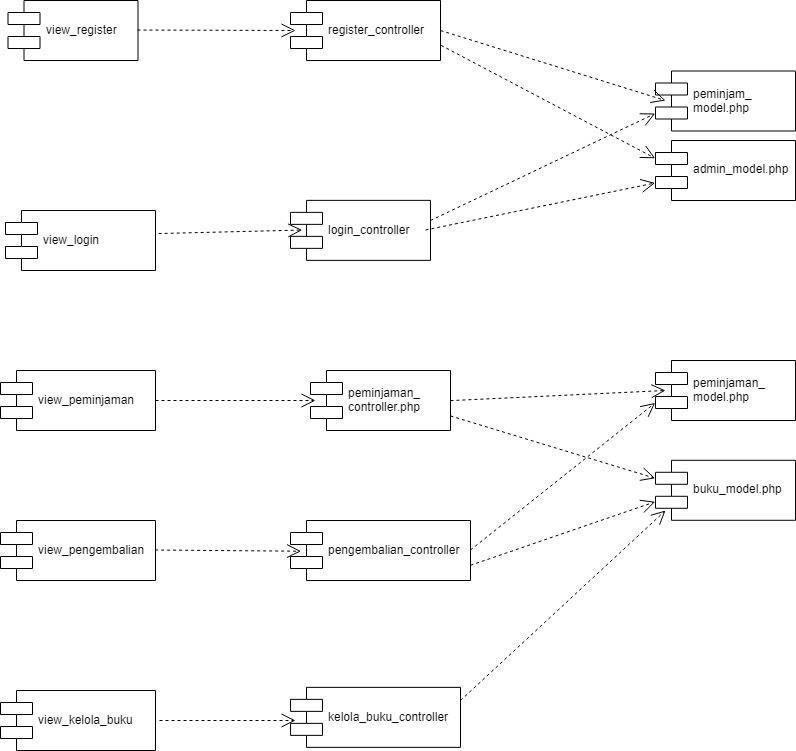 view_register
register_controller
peminjam_
model.php
admin_model.php
view_login
login_controller
view_peminjaman
peminjaman_
controller.php
peminjaman_
model.php
buku_model.php
view_pengembalian
pengembalian_controller
view_kelola_buku
kelola_buku_controller